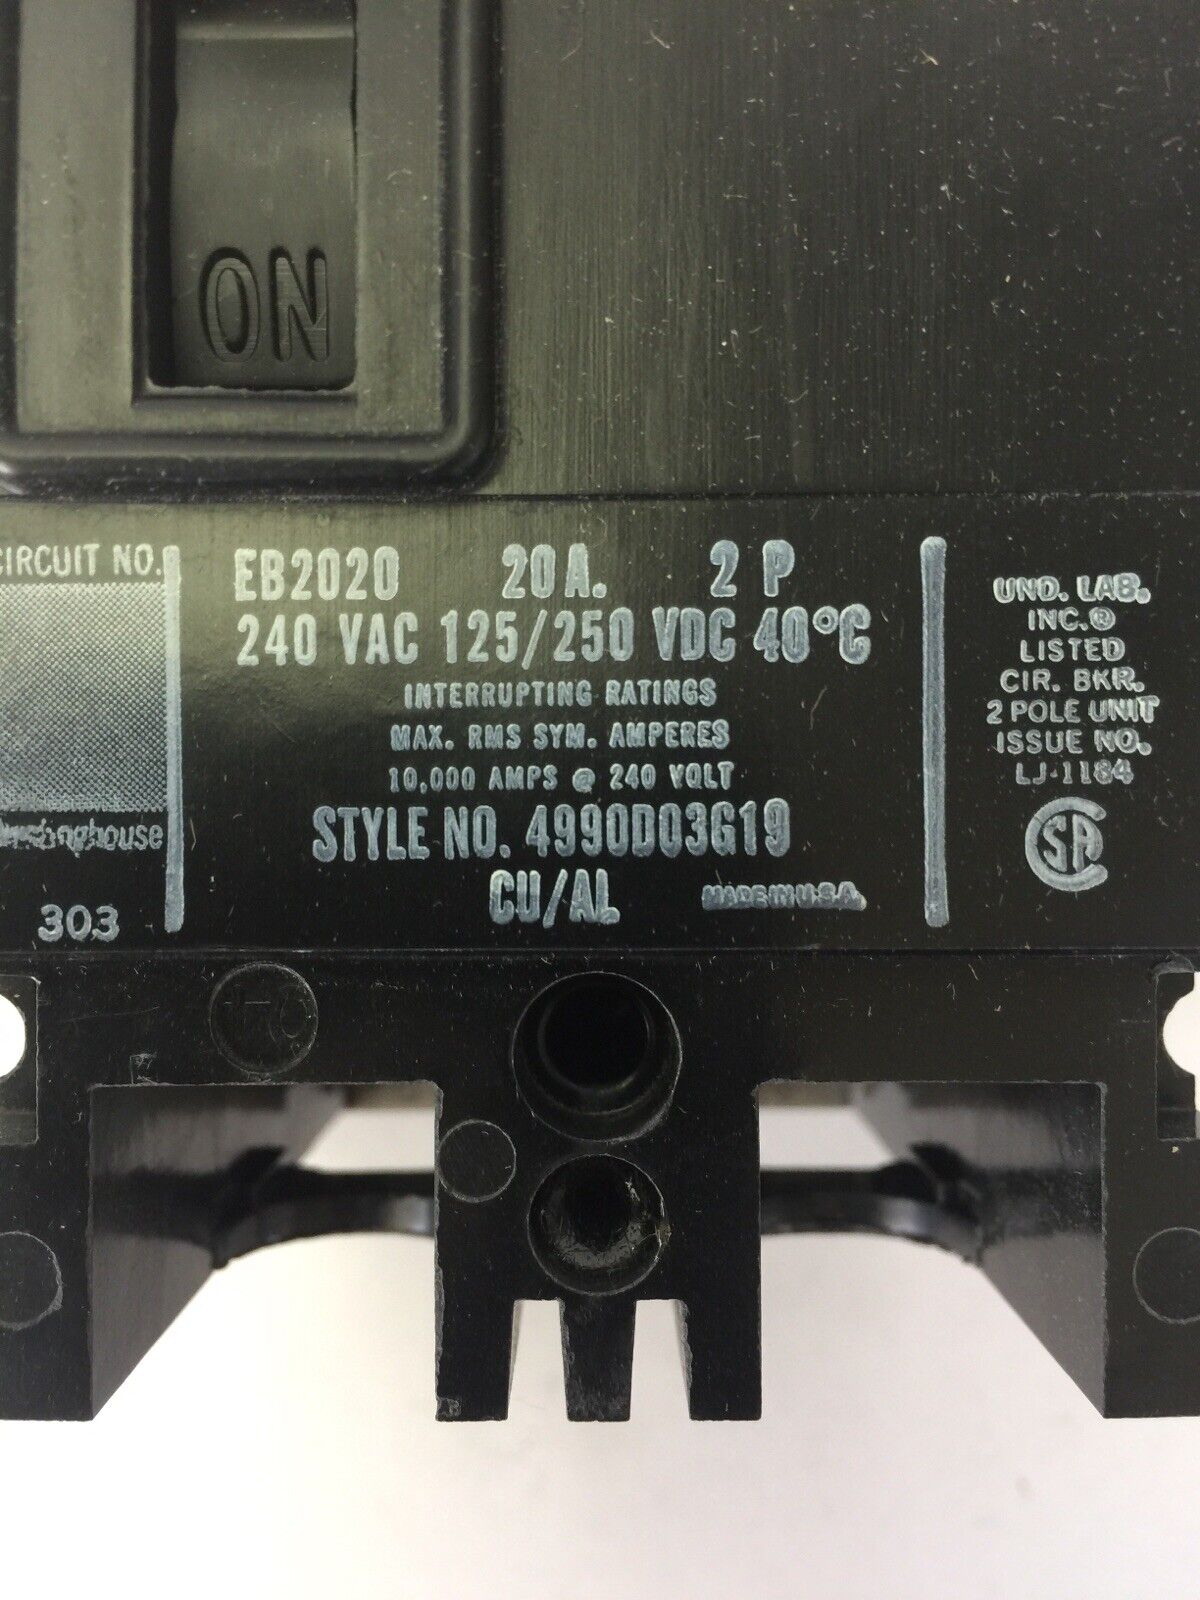 ON
CIRCUIT NO.
Westinghouse
303
EB2020 20A. 2 P
240 VAC 125/250 VDC 40°C
INTERRUPTING RATINGS
MAX. RMS SYM. AMPERES
10,000 AMPS @ 240 VOLT
STYLE NO. 4990D03G19
CU/AL MADE IN U.S.A.
UND. LAB.
INC.®
LISTED
CIR. BKR.
2 POLE UNIT
ISSUE NO.
LJ-1184
CSA